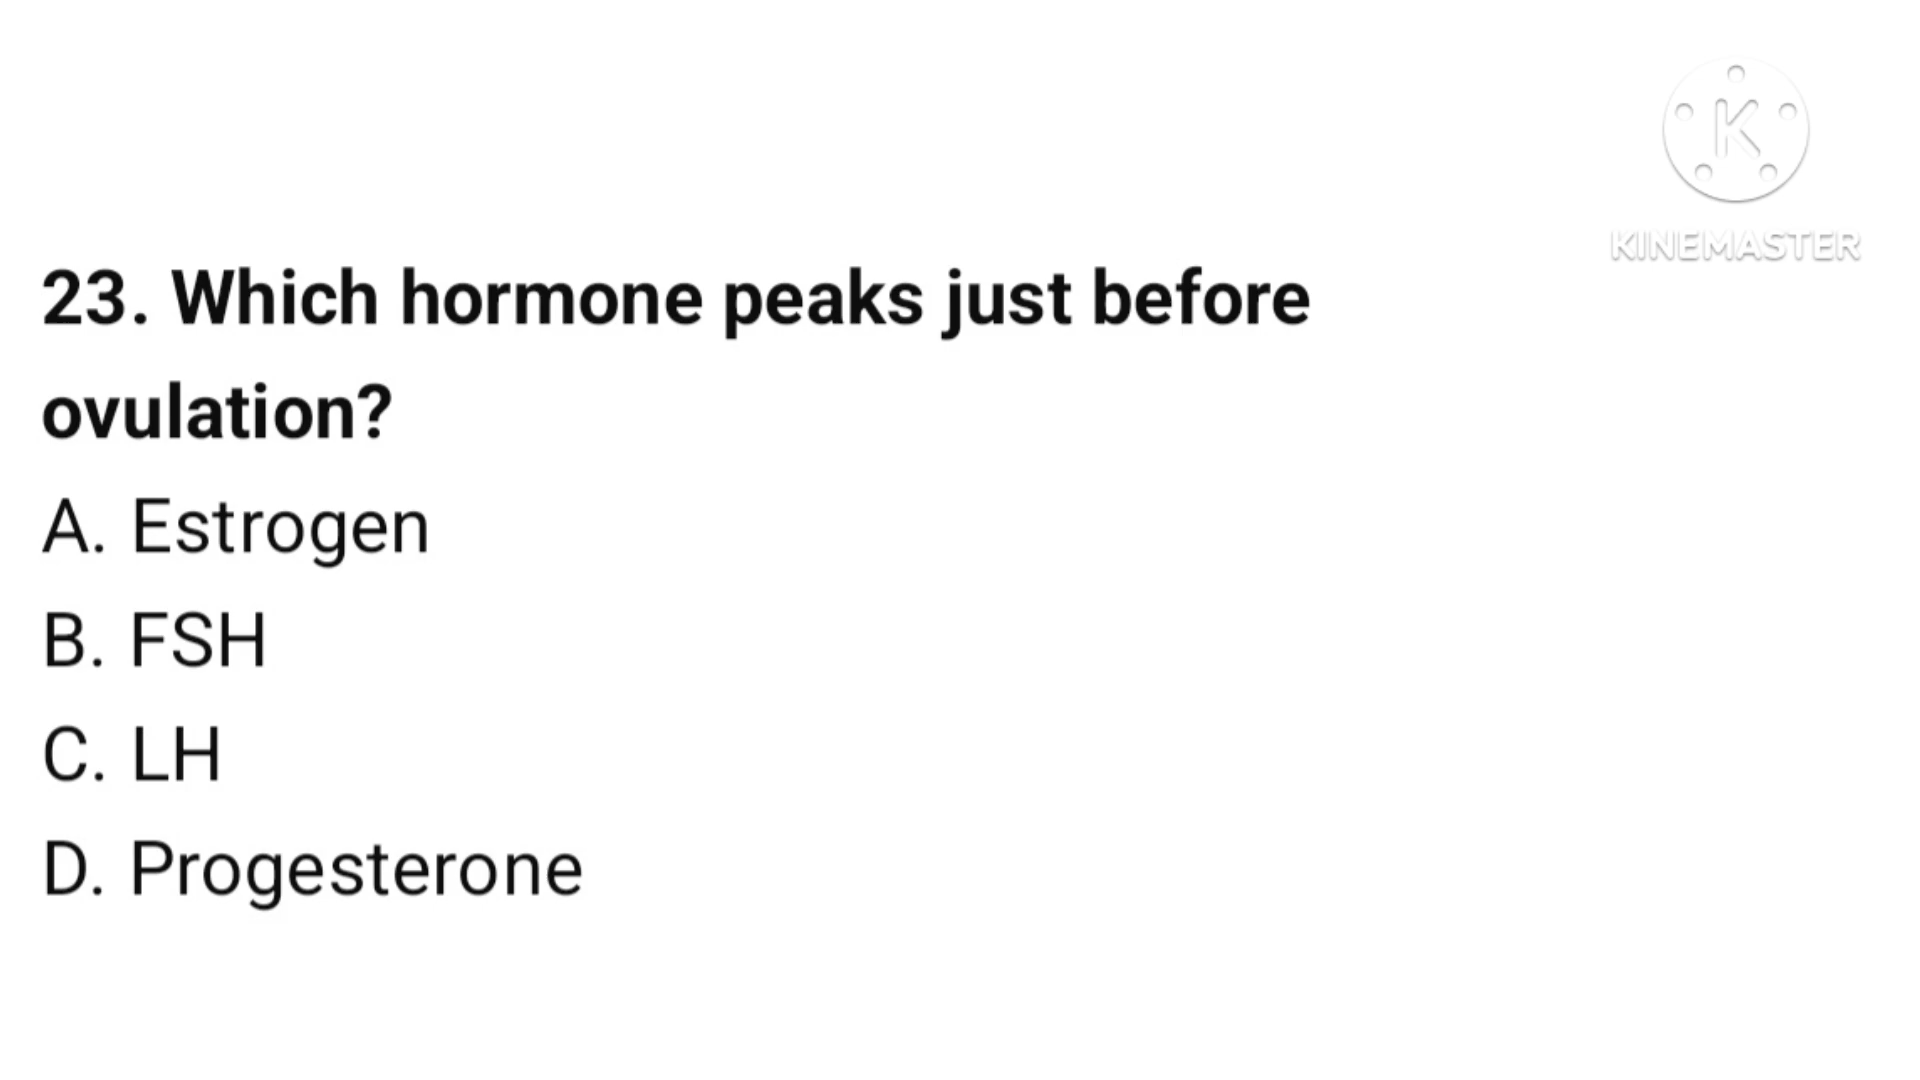 K
KINEMASTER
23. Which hormone peaks just before
ovulation?
A. Estrogen
B. FSH
C. LH
D. Progesterone